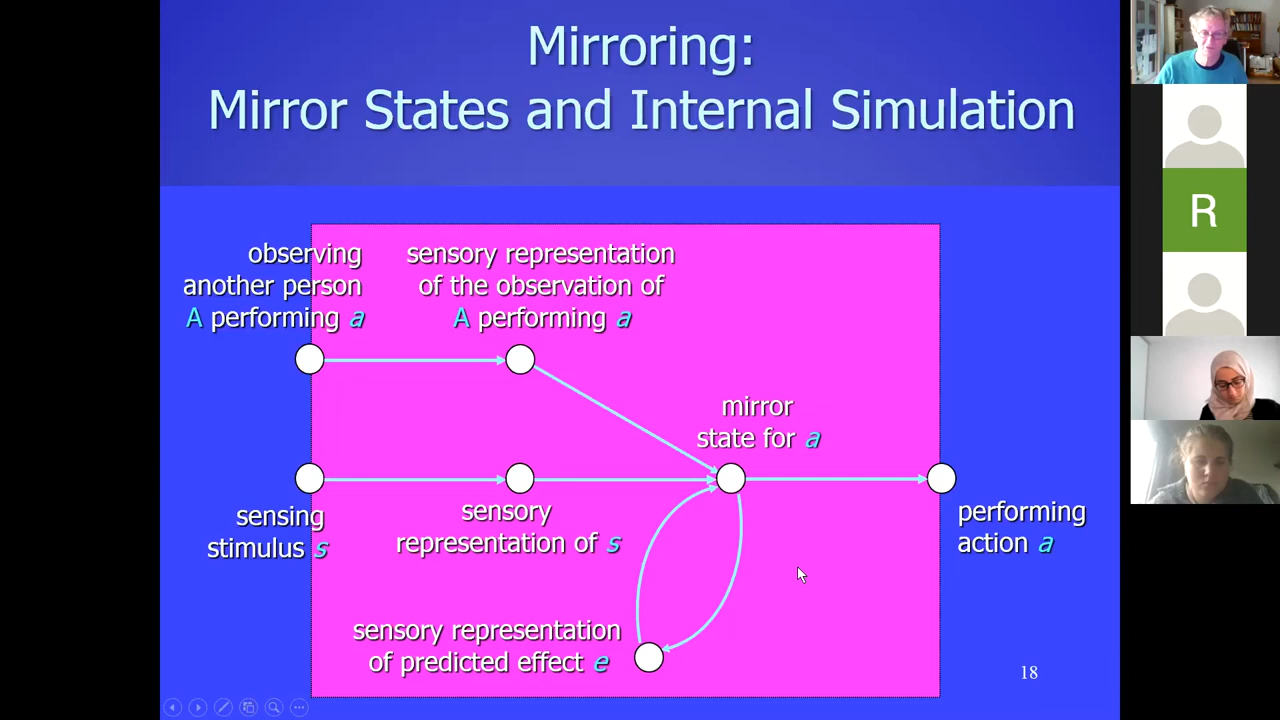 Mirroring:
Mirror States and Internal Simulation
observing
another person
A performing a
sensory representation
of the observation of
A performing a
mirror
state for a
sensing
stimulus s
sensory
representation of s
performing
action a
sensory representation
of predicted effect e
18
R